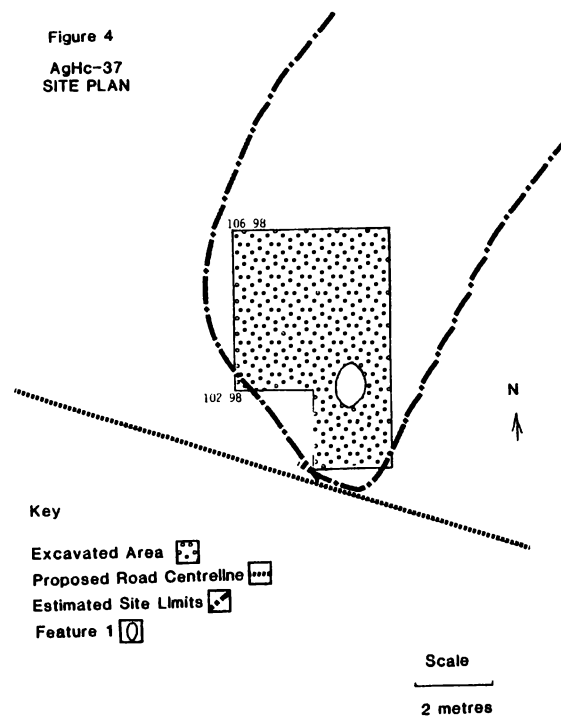 Figure 4
AgHc-37
SITE PLAN
106 98
102 98
N
Key
Excavated Area
Proposed Road Centreline
Estimated Site Limits
Feature 1
Scale
2 metres